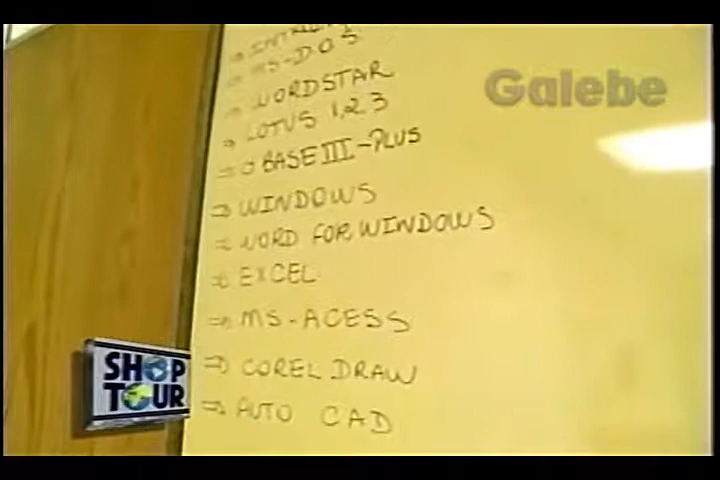 ⇒ MS-DOS
⇒ WORDSTAR
⇒ LOTUS 1,2 3
⇒ dBASE III-PLUS
⇒ WINDOWS
⇒ WORD FOR WINDOWS
⇒ EXCEL
⇒ MS-ACESS
⇒ COREL DRAW
⇒ AUTO CAD
Galebe
SHOP
TOUR